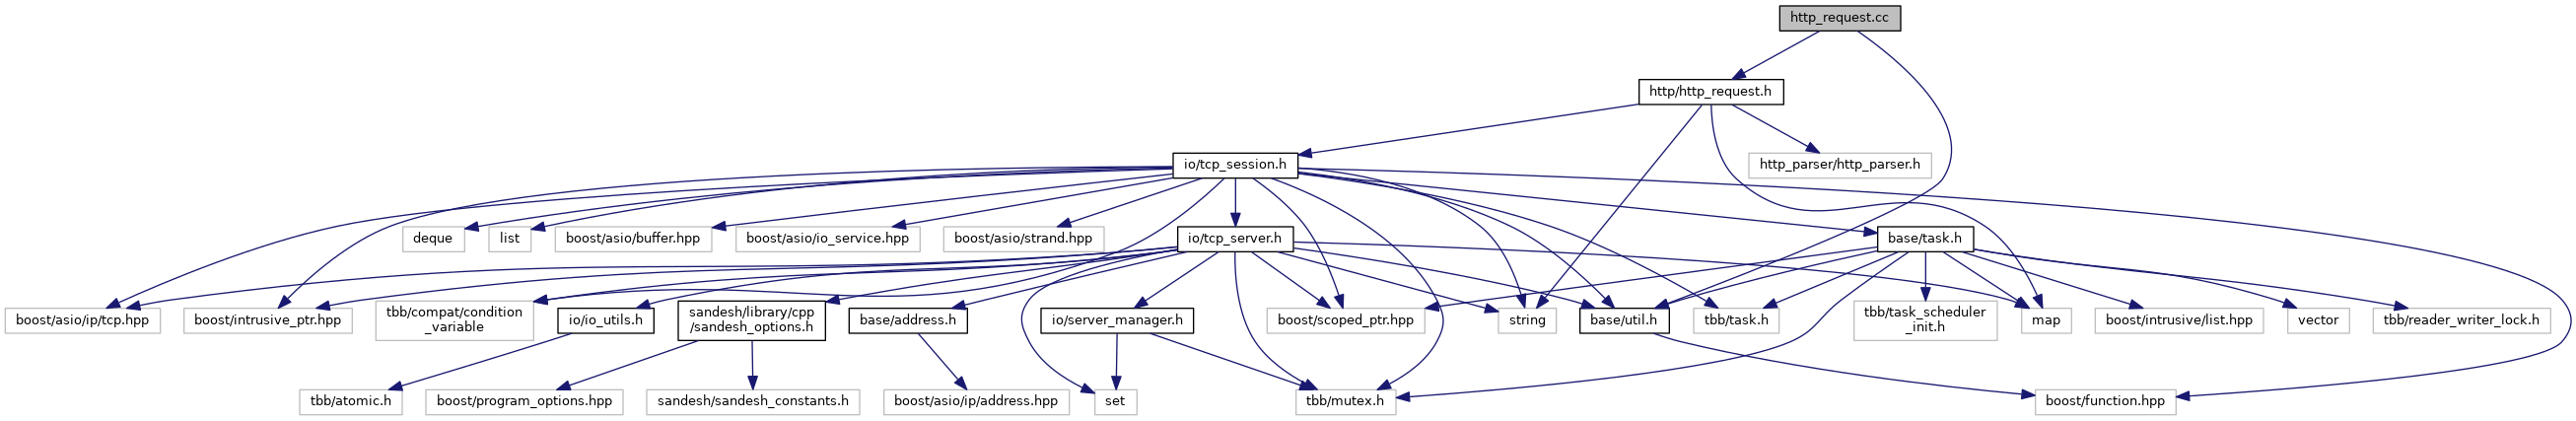 http_request.cc
http/http_request.h
io/tcp_session.h
http_parser/http_parser.h
deque
list
boost/asio/buffer.hpp
boost/asio/io_service.hpp
boost/asio/strand.hpp
io/tcp_server.h
base/task.h
boost/asio/ip/tcp.hpp
boost/intrusive_ptr.hpp
tbb/compat/condition
_variable
io/io_utils.h
sandesh/library/cpp
/sandesh_options.h
base/address.h
io/server_manager.h
boost/scoped_ptr.hpp
string
base/util.h
tbb/task.h
tbb/task_scheduler
_init.h
map
boost/intrusive/list.hpp
vector
tbb/reader_writer_lock.h
tbb/atomic.h
boost/program_options.hpp
sandesh/sandesh_constants.h
boost/asio/ip/address.hpp
set
tbb/mutex.h
boost/function.hpp